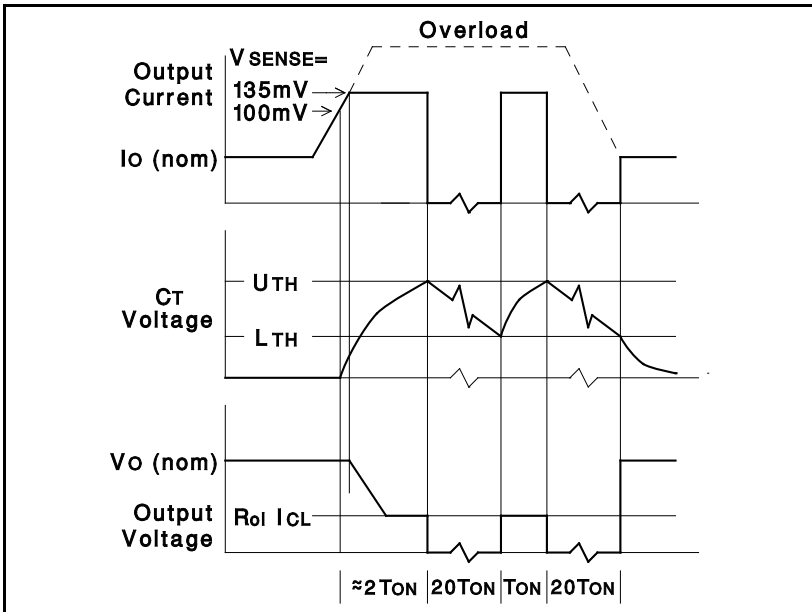 Overload
VSENSE=
Output Current
135mV
100mV
IO (nom)
CT Voltage
UTH
LTH
VO (nom)
Output Voltage
Rol ICL
≈2TON 20TON TON 20TON